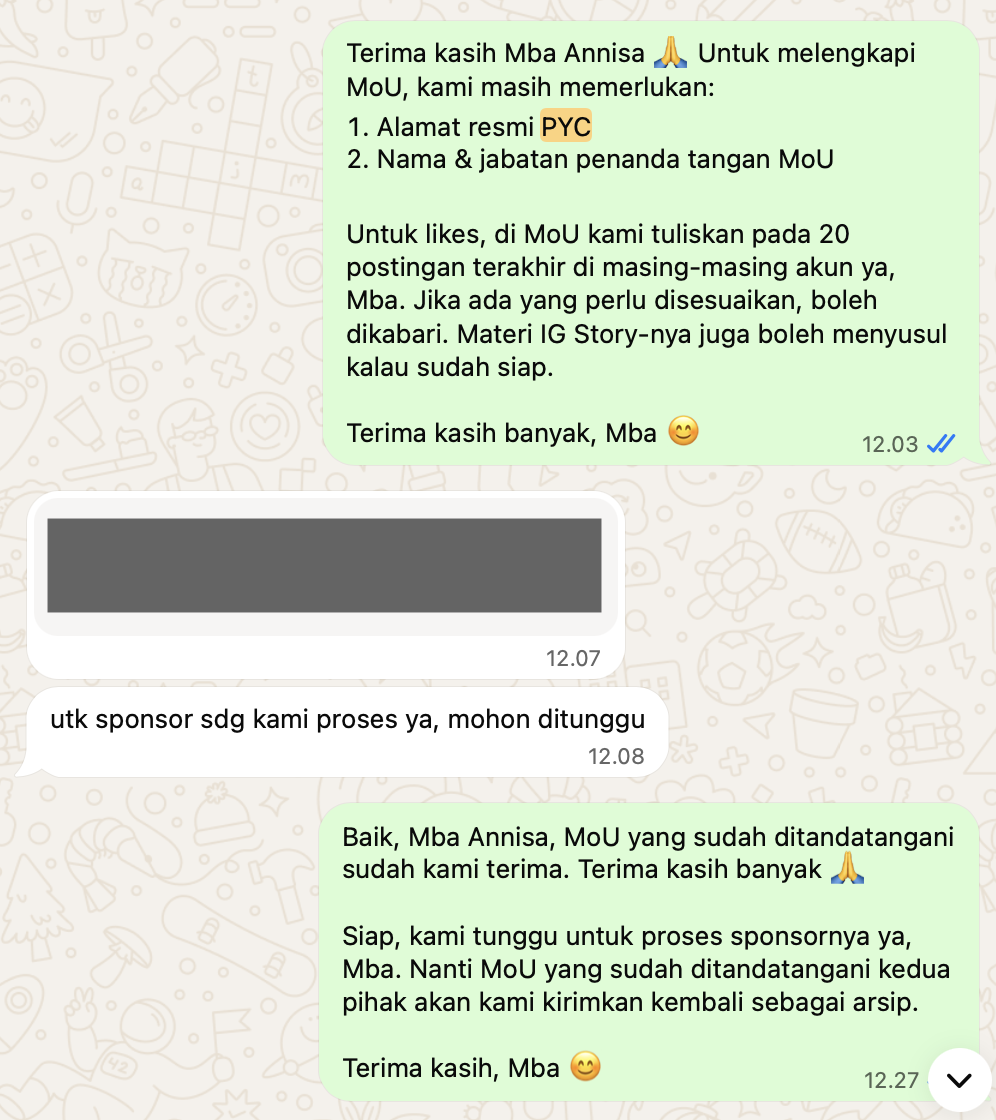 Terima kasih Mba Annisa 🙏 Untuk melengkapi
MoU, kami masih memerlukan:
1. Alamat resmi PYC
2. Nama & jabatan penanda tangan MoU
Untuk likes, di MoU kami tuliskan pada 20
postingan terakhir di masing-masing akun ya,
Mba. Jika ada yang perlu disesuaikan, boleh
dikabari. Materi IG Story-nya juga boleh menyusul
kalau sudah siap.
Terima kasih banyak, Mba 😊
12.03
12.07
utk sponsor sdg kami proses ya, mohon ditunggu
12.08
Baik, Mba Annisa, MoU yang sudah ditandatangani
sudah kami terima. Terima kasih banyak 🙏
Siap, kami tunggu untuk proses sponsornya ya,
Mba. Nanti MoU yang sudah ditandatangani kedua
pihak akan kami kirimkan kembali sebagai arsip.
Terima kasih, Mba 😊
12.27